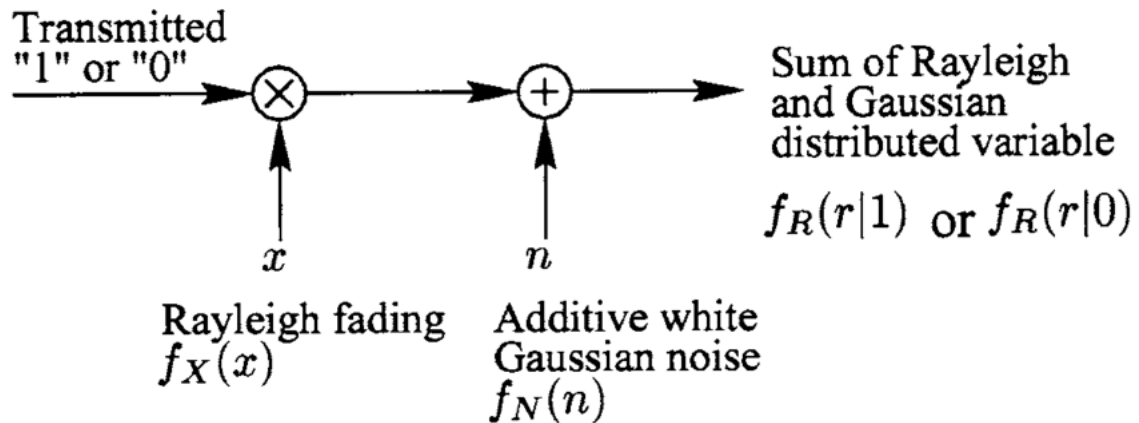 Transmitted
"1" or "0"
×
+
Sum of Rayleigh
and Gaussian
distributed variable
f_R(r|1) or f_R(r|0)
x
n
Rayleigh fading
f_X(x)
Additive white
Gaussian noise
f_N(n)